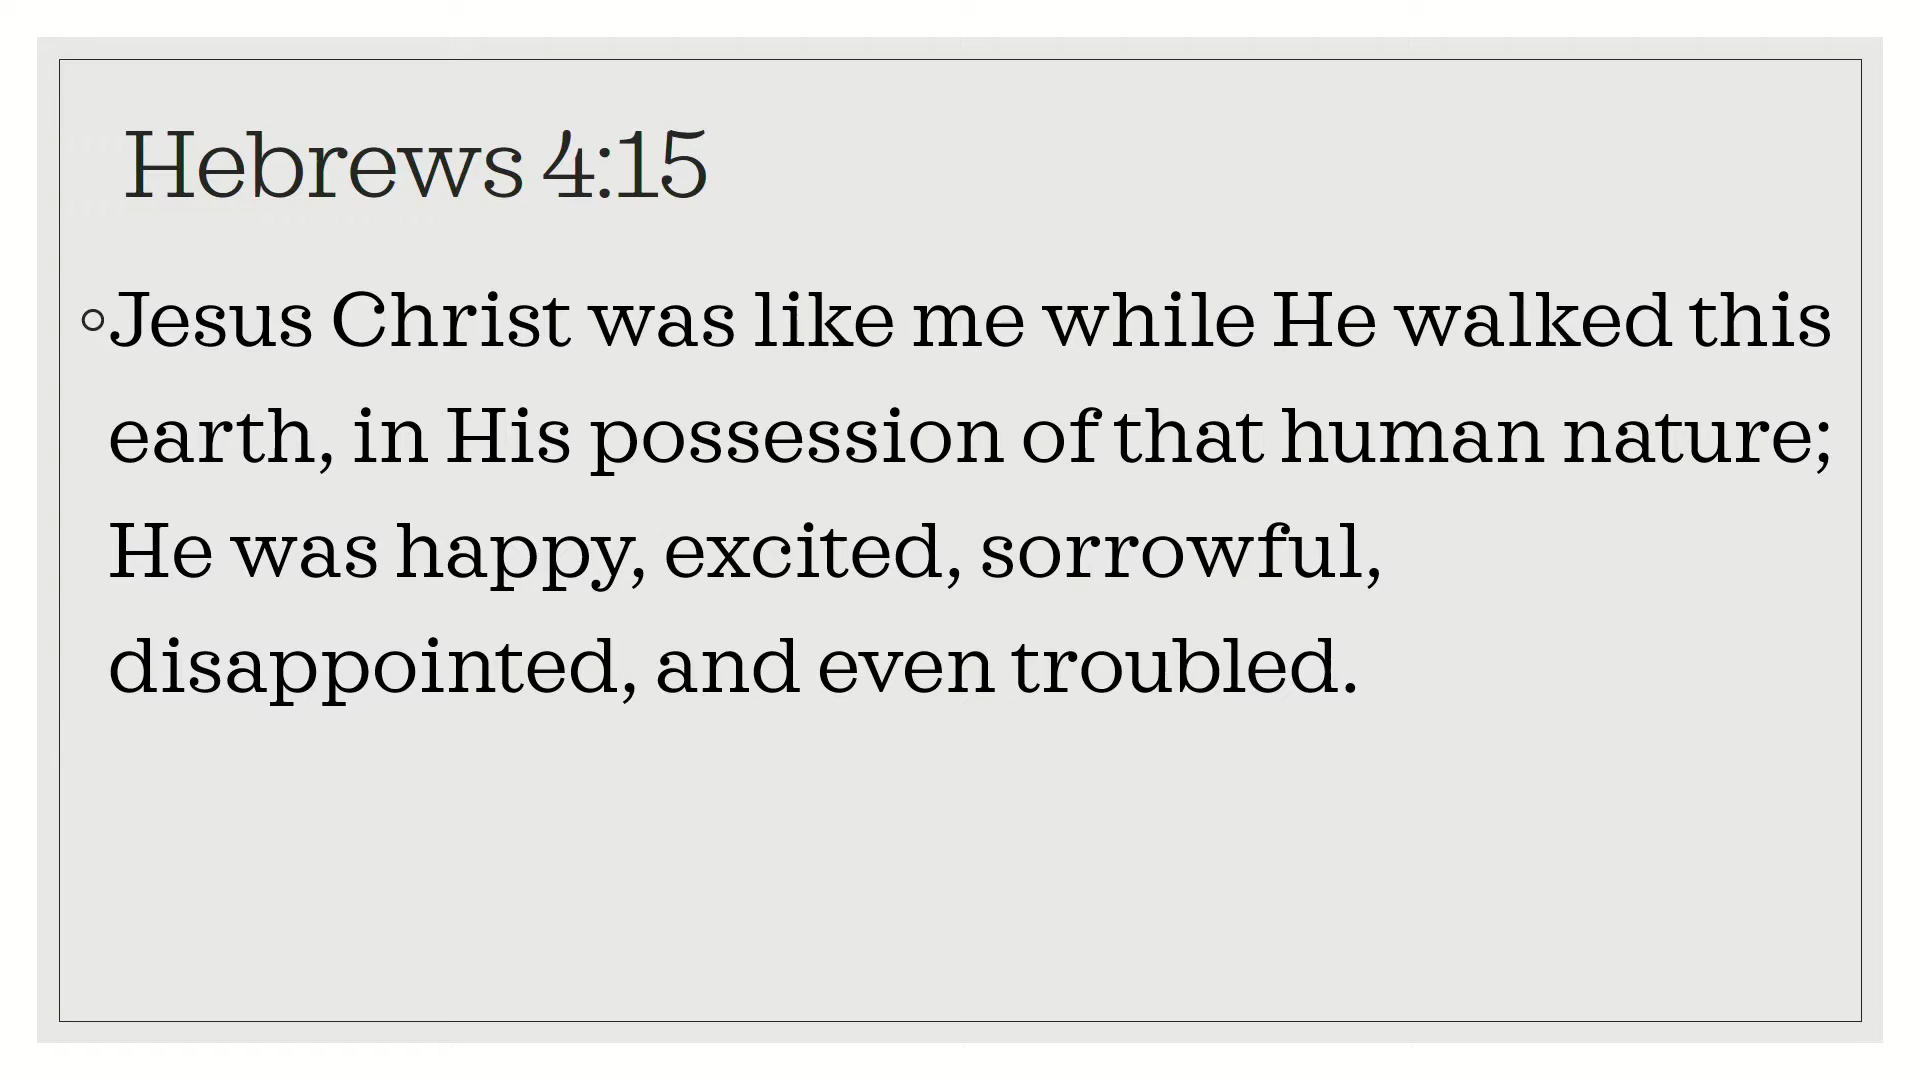 Hebrews 4:15
◦Jesus Christ was like me while He walked this
earth, in His possession of that human nature;
He was happy, excited, sorrowful,
disappointed, and even troubled.